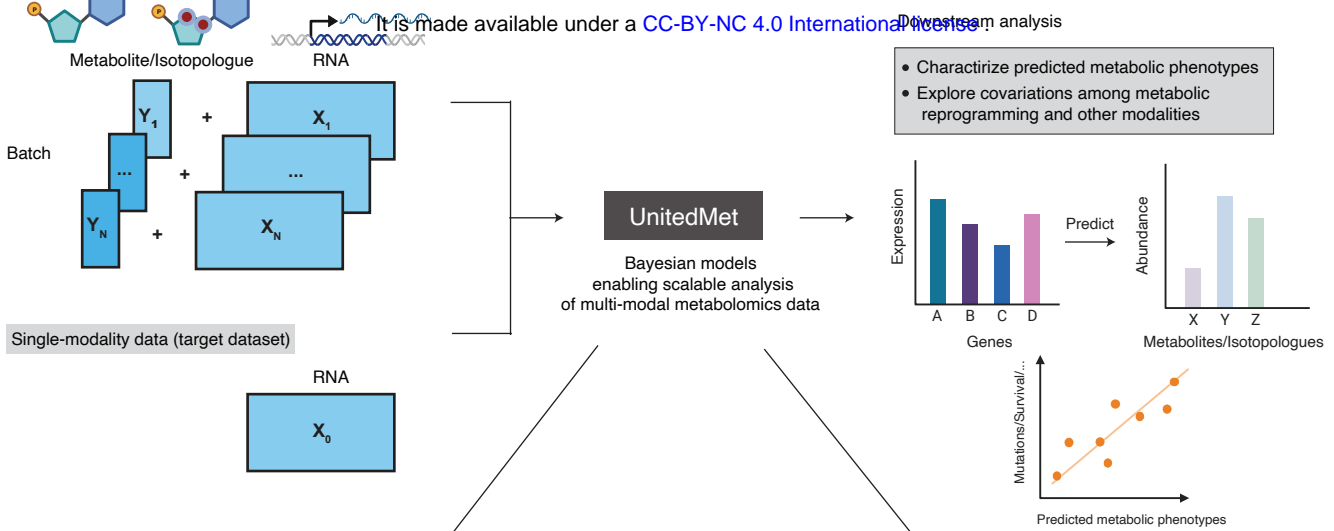 It is made available under a CC-BY-NC 4.0 International license .
Downstream analysis
P
P
Metabolite/Isotopologue
RNA
Batch
Y1
+
X1
...
+
...
YN
+
XN
Single-modality data (target dataset)
RNA
X0
UnitedMet
Bayesian models
enabling scalable analysis
of multi-modal metabolomics data
• Charactirize predicted metabolic phenotypes
• Explore covariations among metabolic
reprogramming and other modalities
Expression
A B C D
Genes
Predict
Abundance
X Y Z
Metabolites/Isotopologues
Mutations/Survival/...
Predicted metabolic phenotypes